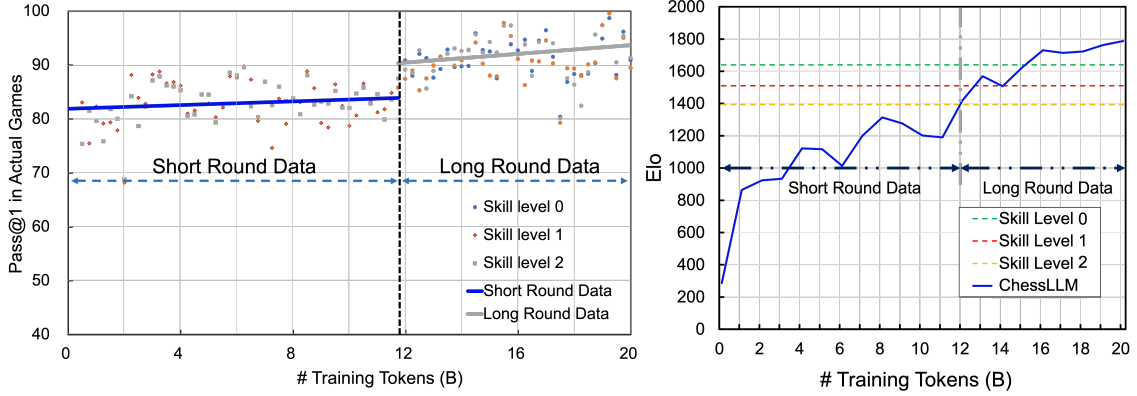 Pass@1 in Actual Games
100
90
80
70
60
50
40
0
4
8
12
16
20
# Training Tokens (B)
Short Round Data
Long Round Data
Skill level 0
Skill level 1
Skill level 2
Short Round Data
Long Round Data
Elo
2000
1800
1600
1400
1200
1000
800
600
400
200
0
0
2
4
6
8
10
12
14
16
18
20
# Training Tokens (B)
Short Round Data
Long Round Data
Skill Level 0
Skill Level 1
Skill Level 2
ChessLLM